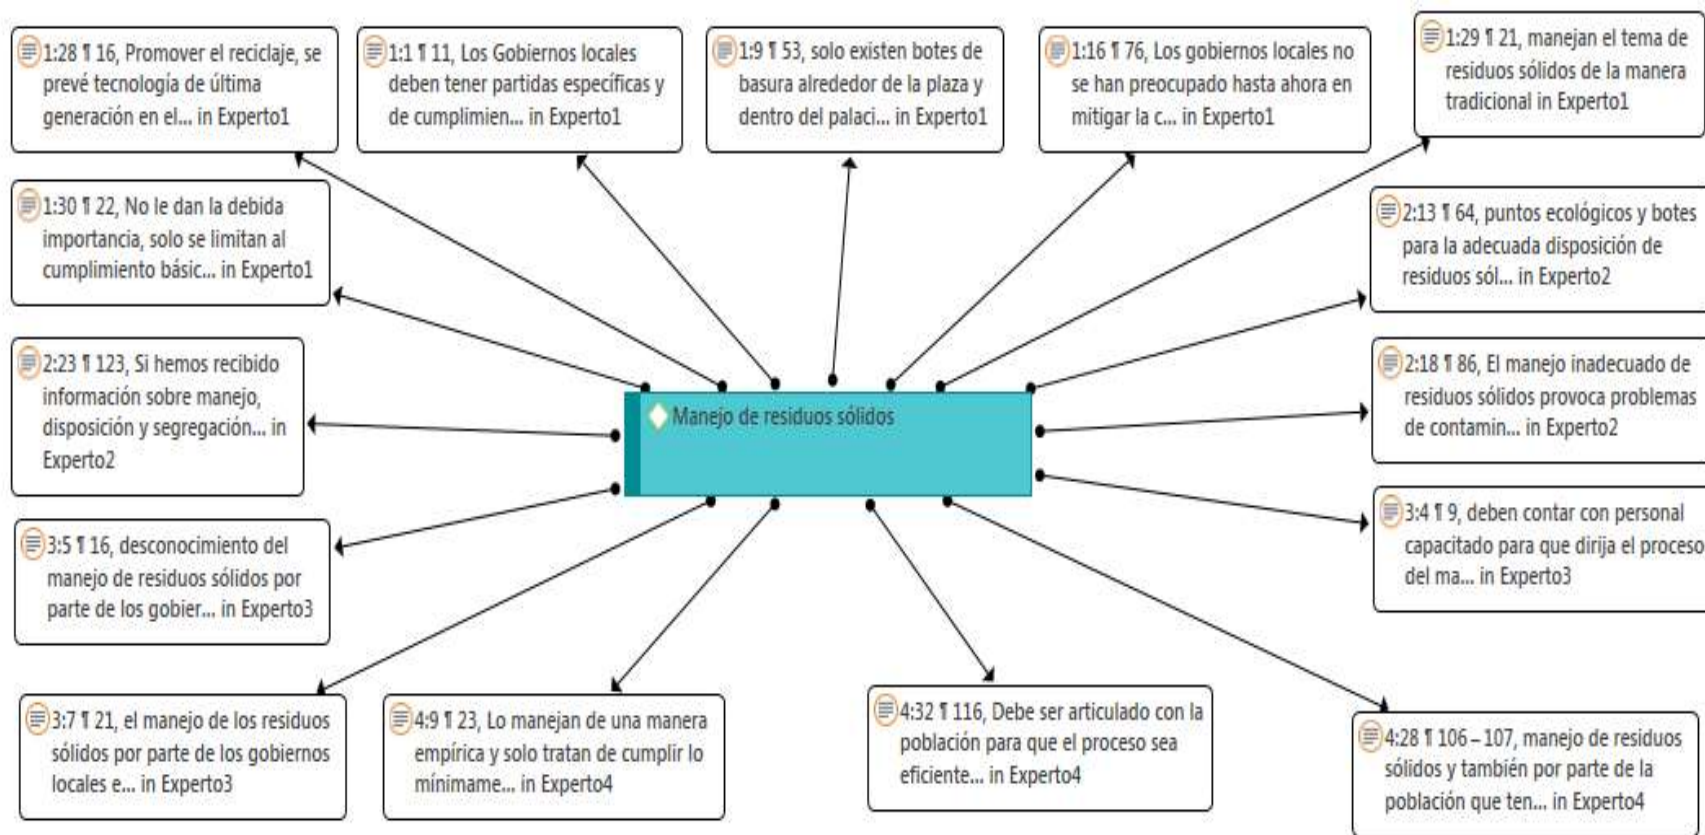 1:28 ¶ 16, Promover el reciclaje, se
prevé tecnología de última
generación en el... in Experto1
1:1 ¶ 11, Los Gobiernos locales
deben tener partidas específicas y
de cumplimien... in Experto1
1:9 ¶ 53, solo existen botes de
basura alrededor de la plaza y
dentro del palaci... in Experto1
1:16 ¶ 76, Los gobiernos locales no
se han preocupado hasta ahora en
mitigar la c... in Experto1
1:29 ¶ 21, manejan el tema de
residuos sólidos de la manera
tradicional in Experto1
1:30 ¶ 22, No le dan la debida
importancia, solo se limitan al
cumplimiento básic... in Experto1
2:13 ¶ 64, puntos ecológicos y botes
para la adecuada disposición de
residuos sól... in Experto2
2:23 ¶ 123, Si hemos recibido
información sobre manejo,
disposición y segregación... in
Experto2
Manejo de residuos sólidos
2:18 ¶ 86, El manejo inadecuado de
residuos sólidos provoca problemas
de contamin... in Experto2
3:5 ¶ 16, desconocimiento del
manejo de residuos sólidos por
parte de los gobier... in Experto3
3:4 ¶ 9, deben contar con personal
capacitado para que dirija el proceso
del ma... in Experto3
3:7 ¶ 21, el manejo de los residuos
sólidos por parte de los gobiernos
locales e... in Experto3
4:9 ¶ 23, Lo manejan de una manera
empírica y solo tratan de cumplir lo
mínimame... in Experto4
4:32 ¶ 116, Debe ser articulado con la
población para que el proceso sea
eficiente... in Experto4
4:28 ¶ 106 – 107, manejo de residuos
sólidos y también por parte de la
población que ten... in Experto4